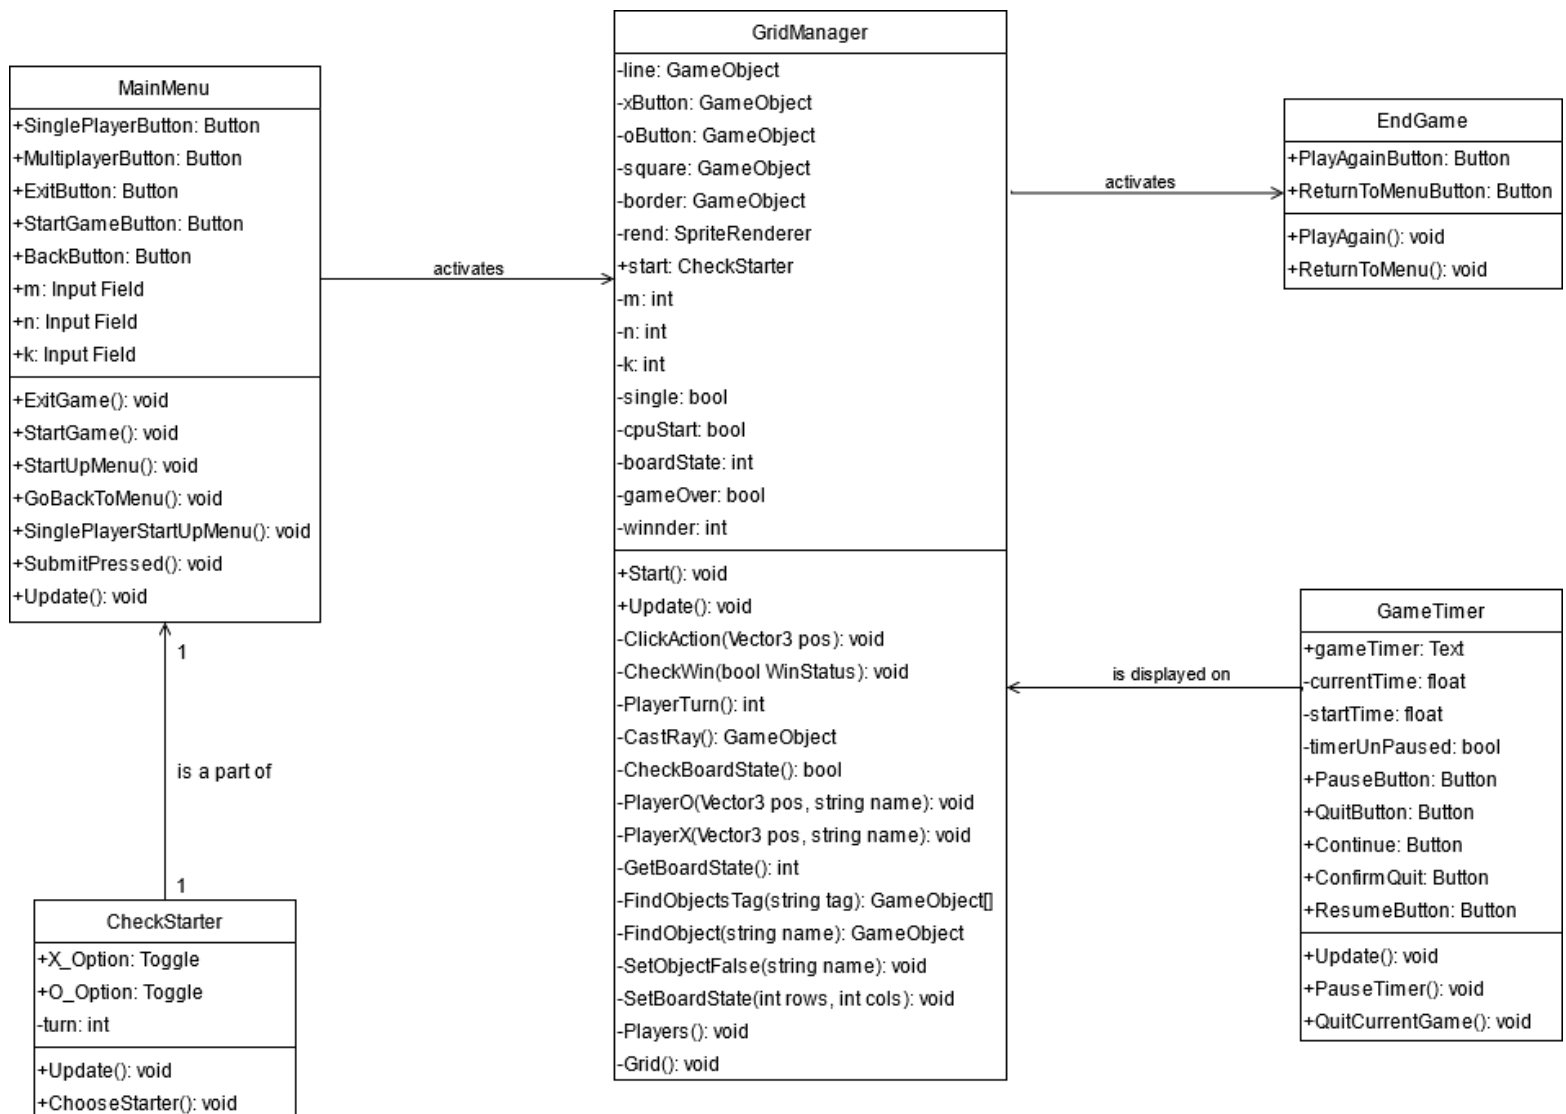 MainMenu
+SinglePlayerButton: Button
+MultiplayerButton: Button
+ExitButton: Button
+StartGameButton: Button
+BackButton: Button
+m: Input Field
+n: Input Field
+k: Input Field
+ExitGame(): void
+StartGame(): void
+StartUpMenu(): void
+GoBackToMenu(): void
+SinglePlayerStartUpMenu(): void
+SubmitPressed(): void
+Update(): void
1
is a part of
1
CheckStarter
+X_Option: Toggle
+O_Option: Toggle
-turn: int
+Update(): void
+ChooseStarter(): void
activates
GridManager
-line: GameObject
-xButton: GameObject
-oButton: GameObject
-square: GameObject
-border: GameObject
-rend: SpriteRenderer
+start: CheckStarter
-m: int
-n: int
-k: int
-single: bool
-cpuStart: bool
-boardState: int
-gameOver: bool
-winnder: int
+Start(): void
+Update(): void
-ClickAction(Vector3 pos): void
-CheckWin(bool WinStatus): void
-PlayerTurn(): int
-CastRay(): GameObject
-CheckBoardState(): bool
-PlayerO(Vector3 pos, string name): void
-PlayerX(Vector3 pos, string name): void
-GetBoardState(): int
-FindObjectsTag(string tag): GameObject[]
-FindObject(string name): GameObject
-SetObjectFalse(string name): void
-SetBoardState(int rows, int cols): void
-Players(): void
-Grid(): void
activates
EndGame
+PlayAgainButton: Button
+ReturnToMenuButton: Button
+PlayAgain(): void
+ReturnToMenu(): void
is displayed on
GameTimer
+gameTimer: Text
-currentTime: float
-startTime: float
-timerUnPaused: bool
+PauseButton: Button
+QuitButton: Button
+Continue: Button
+ConfirmQuit: Button
+ResumeButton: Button
+Update(): void
+PauseTimer(): void
+QuitCurrentGame(): void